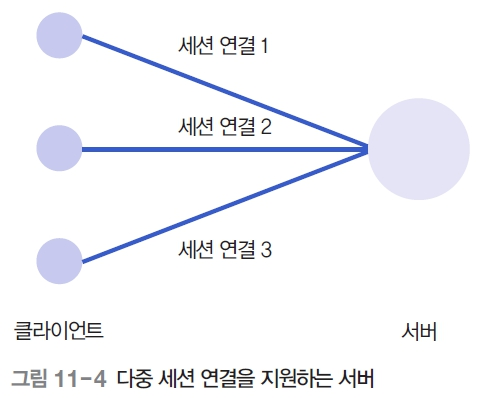 세션 연결 1
세션 연결 2
세션 연결 3
클라이언트 서버
그림 11-4 다중 세션 연결을 지원하는 서버